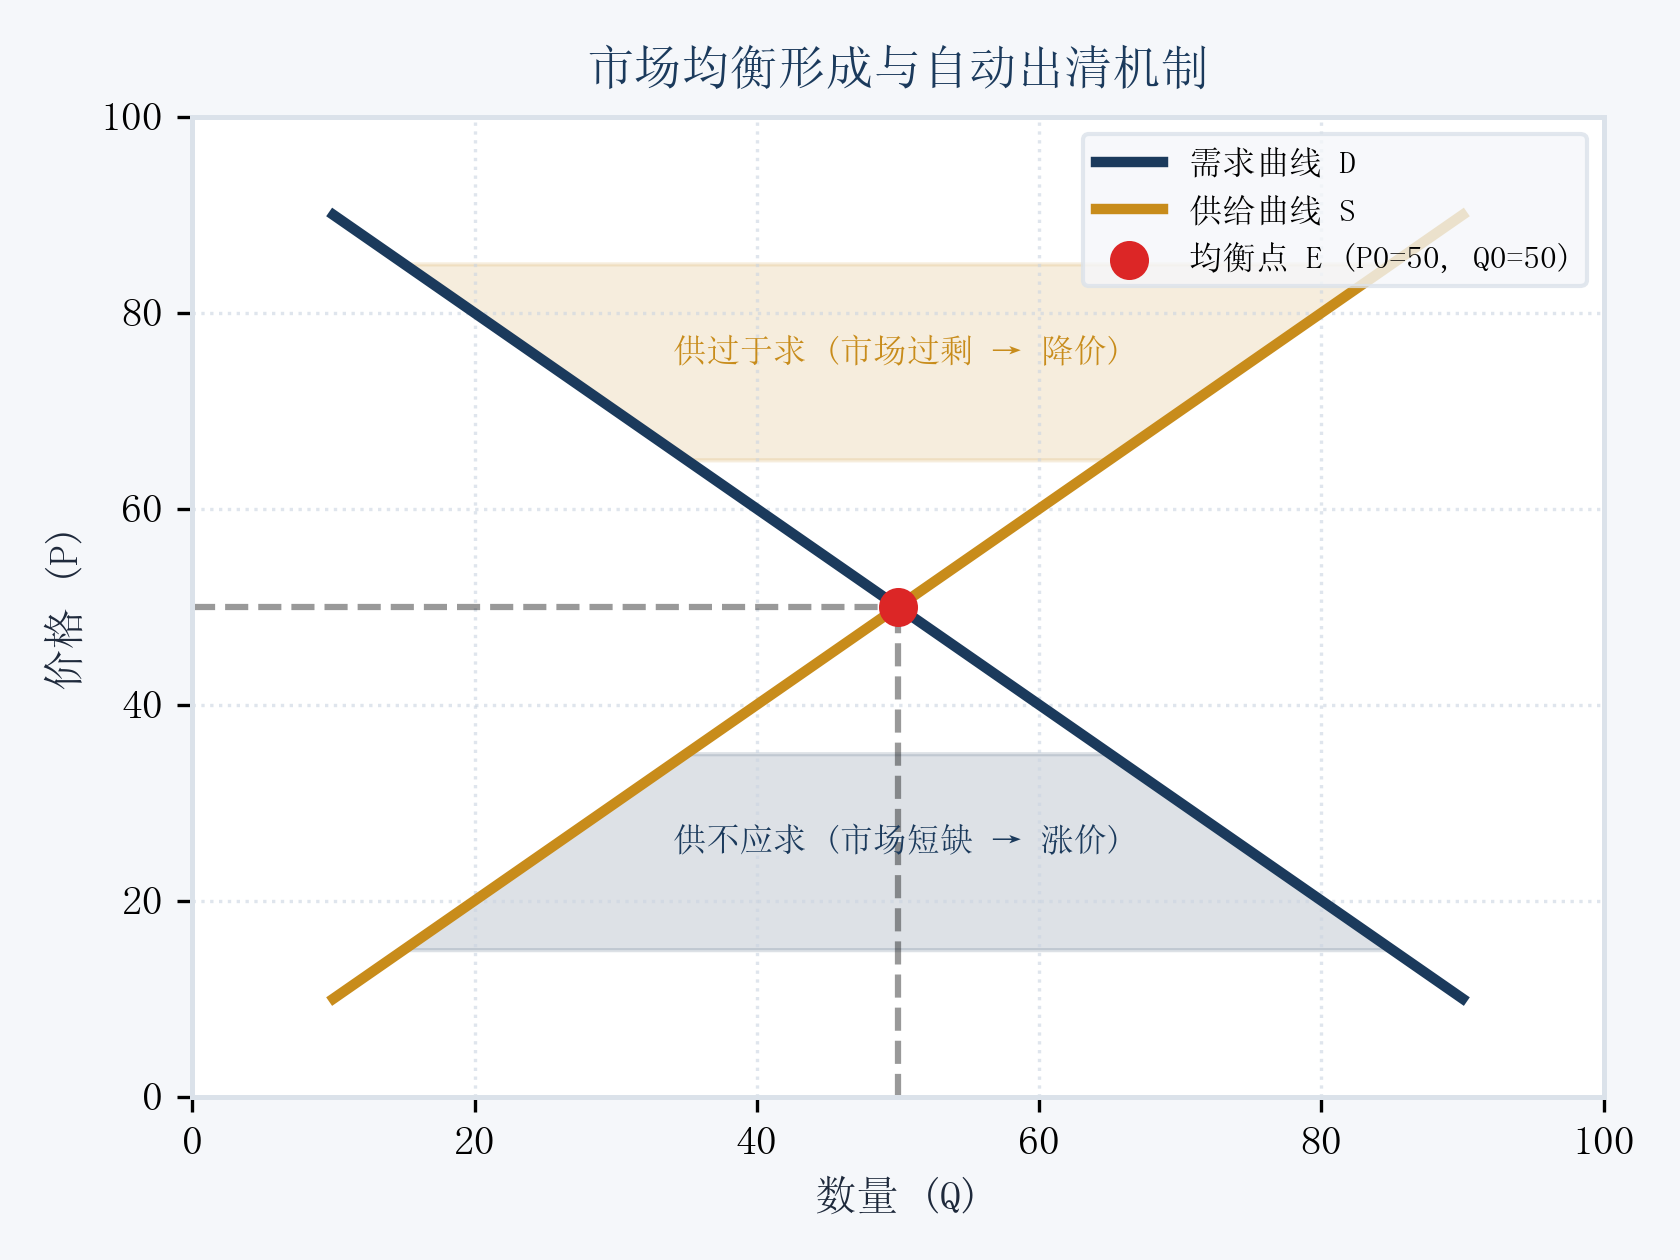 市场均衡形成与自动出清机制
需求曲线 D
供给曲线 S
均衡点 E (P0=50, Q0=50)
供过于求 (市场过剩 → 降价)
供不应求 (市场短缺 → 涨价)
价格 (P)
100
80
60
40
20
0
0 20 40 60 80 100
数量 (Q)